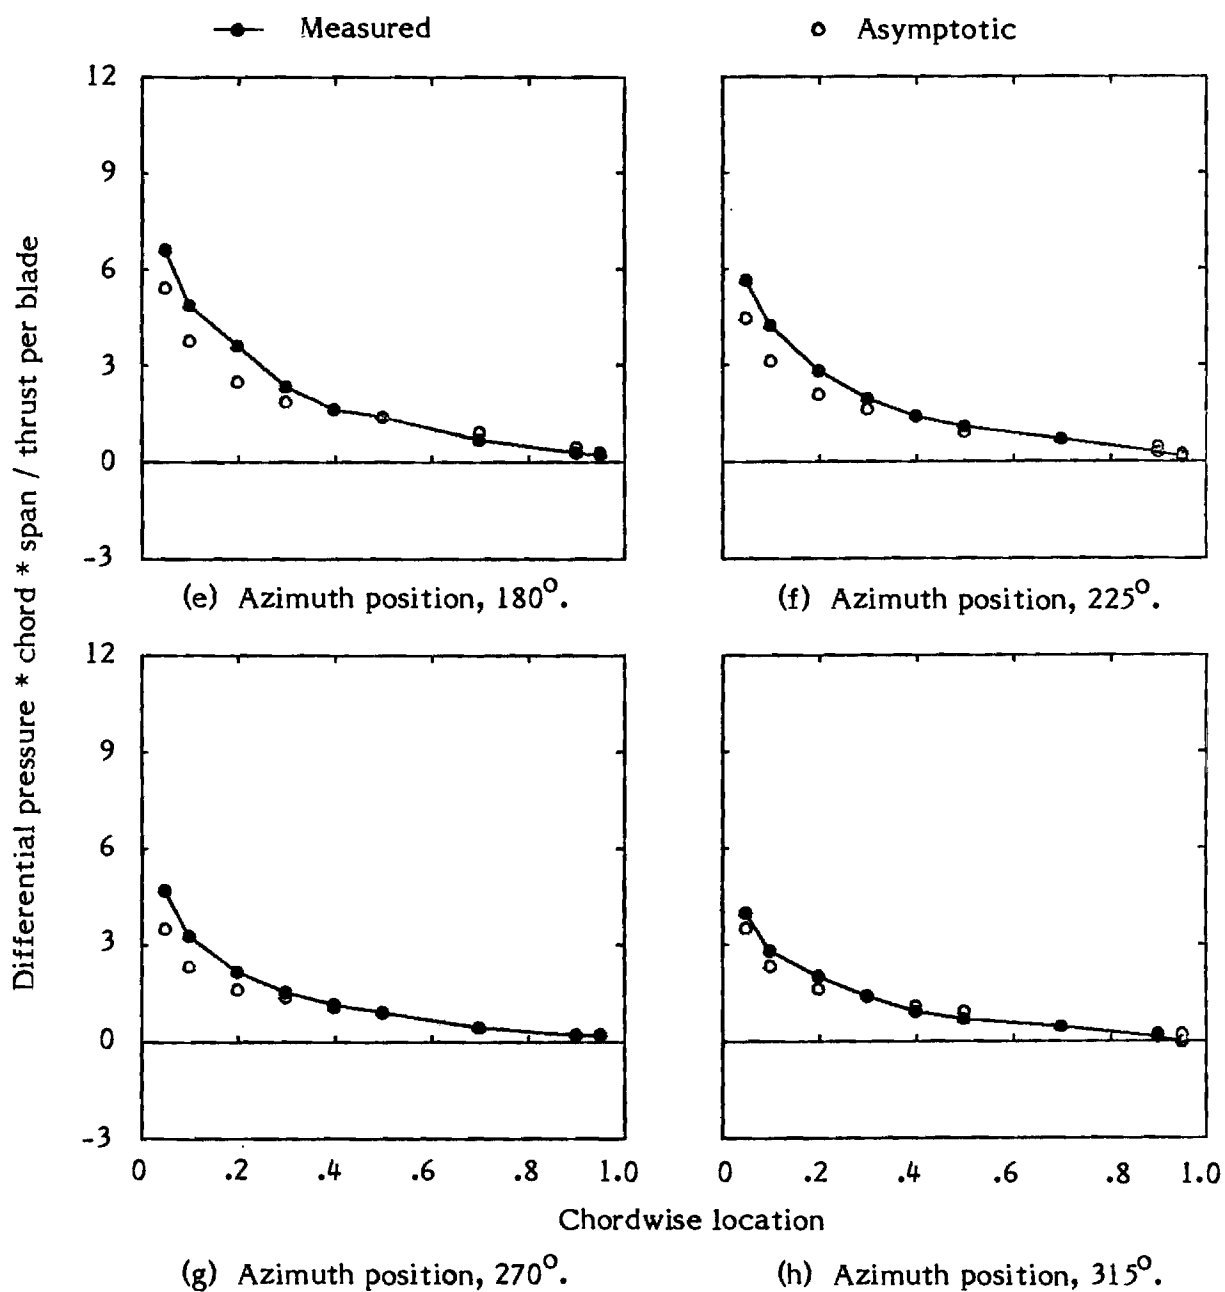 Measured
Asymptotic
Differential pressure * chord * span / thrust per blade
12
9
6
3
0
-3
(e) Azimuth position, 180°.
(f) Azimuth position, 225°.
12
9
6
3
0
-3
0 .2 .4 .6 .8 1.0
0 .2 .4 .6 .8 1.0
Chordwise location
(g) Azimuth position, 270°.
(h) Azimuth position, 315°.